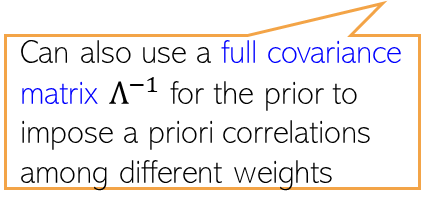 Can also use a full covariance
matrix Λ⁻¹ for the prior to
impose a priori correlations
among different weights